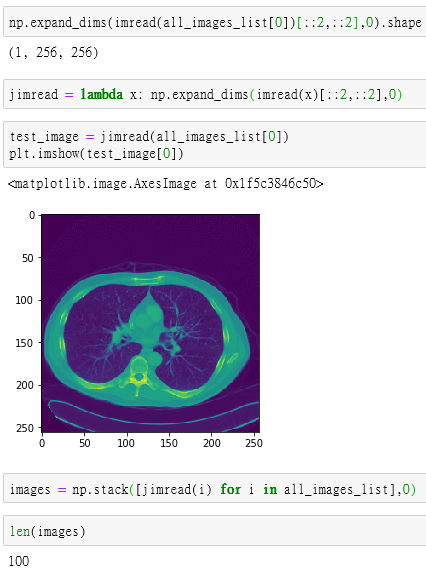 np.expand_dims(imread(all_images_list[0])[::2,::2],0).shape
(1, 256, 256)
jimread = lambda x: np.expand_dims(imread(x)[::2,::2],0)
test_image = jimread(all_images_list[0])
plt.imshow(test_image[0])
<matplotlib.image.AxesImage at 0x1f5c3846c50>
0
50
100
150
200
250
0 50 100 150 200 250
images = np.stack([jimread(i) for i in all_images_list],0)
len(images)
100